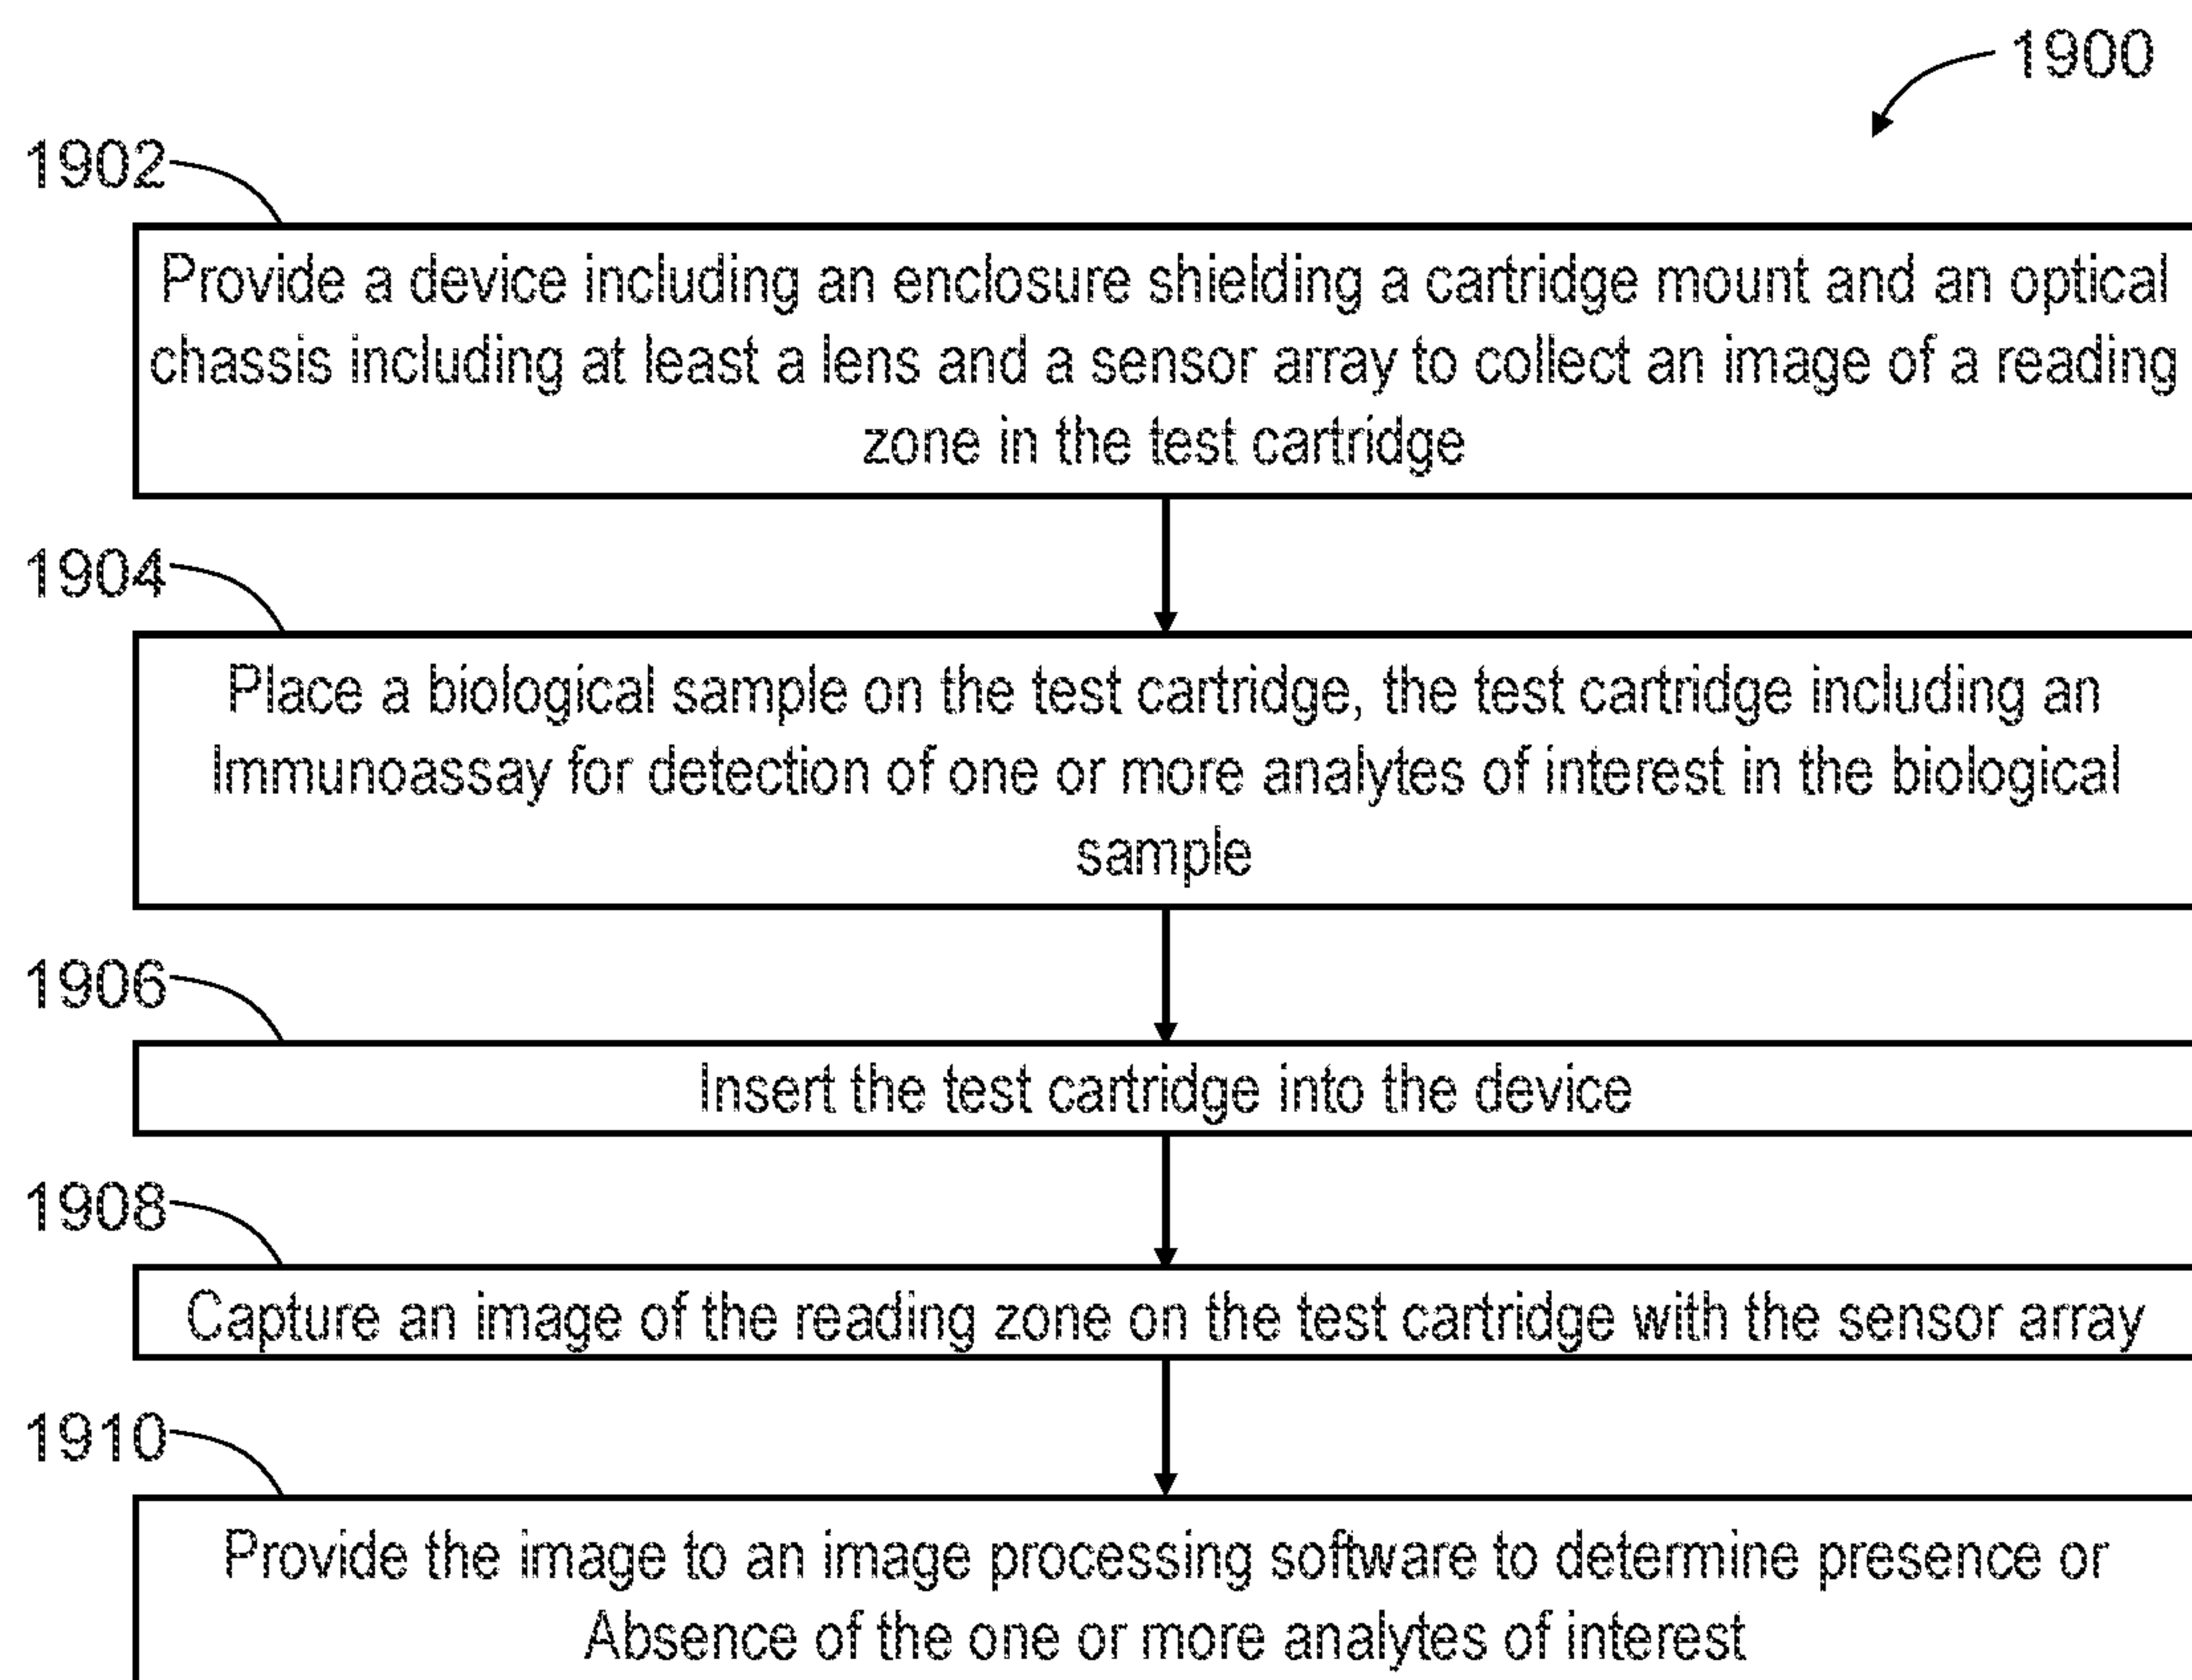 1900
1902
Provide a device including an enclosure shielding a cartridge mount and an optical
chassis including at least a lens and a sensor array to collect an image of a reading
zone in the test cartridge
1904
Place a biological sample on the test cartridge, the test cartridge including an
Immunoassay for detection of one or more analytes of interest in the biological
sample
1906
Insert the test cartridge into the device
1908
Capture an image of the reading zone on the test cartridge with the sensor array
1910
Provide the image to an image processing software to determine presence or
Absence of the one or more analytes of interest